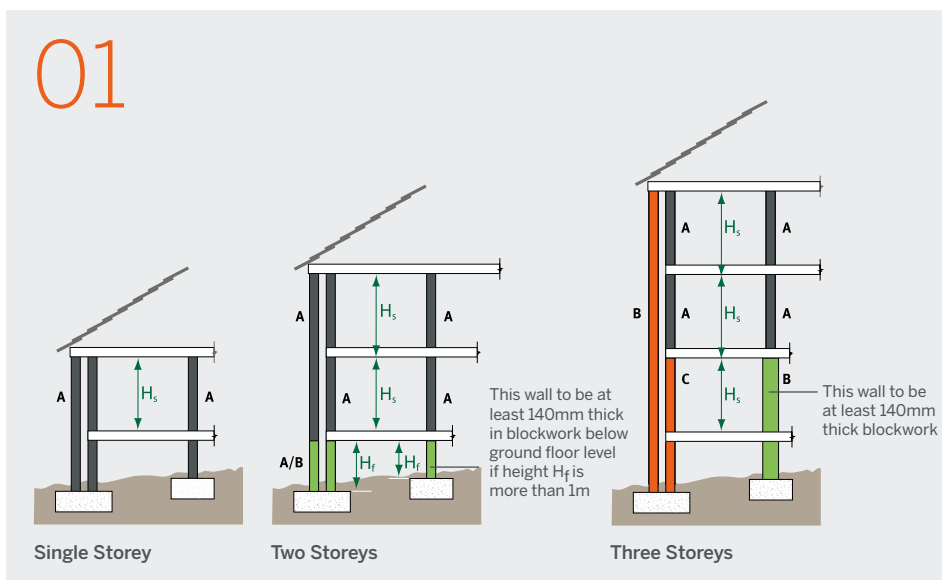 01
A
Hs
A
Single Storey
A
Hs
A
A
Hs
A
A/B
Hf
Hf
This wall to be at
least 140mm thick
in blockwork below
ground floor level
if height Hf is
more than 1m
Two Storeys
A
Hs
A
B
A
Hs
A
C
Hs
B
This wall to be
at least 140mm
thick blockwork
Three Storeys